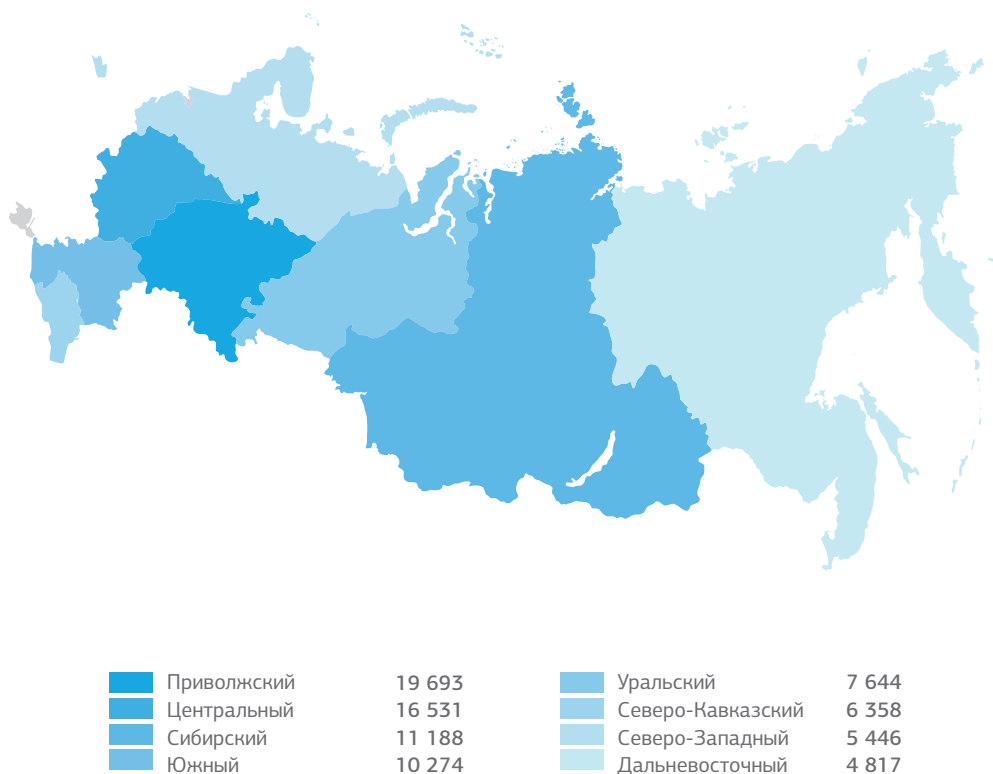 Приволжский 19 693
Центральный 16 531
Сибирский 11 188
Южный 10 274
Уральский 7 644
Северо-Кавказский 6 358
Северо-Западный 5 446
Дальневосточный 4 817